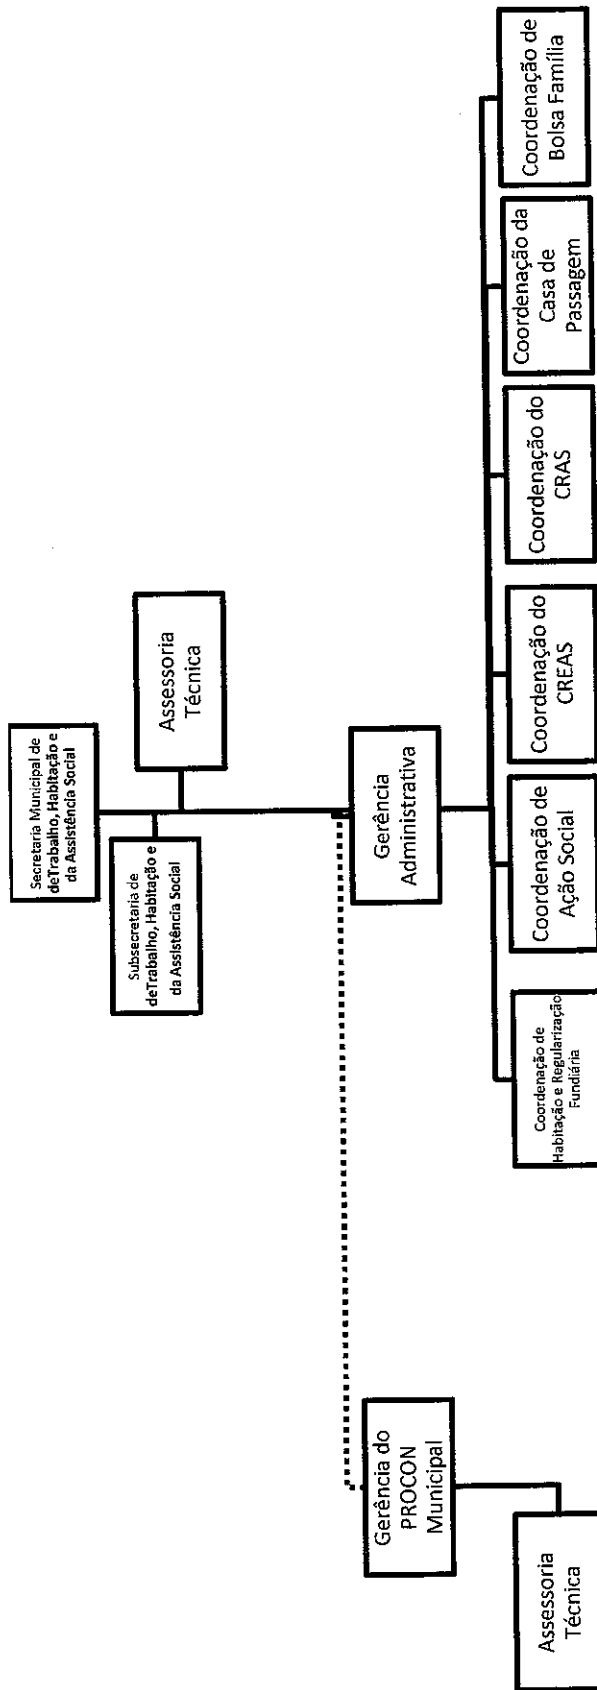 Secretaria Municipal de
deTrabalho, Habitação e
da Assistência Social
Subsecretaria de
deTrabalho, Habitação e
da Assistência Social
Assessoria
Técnica
Gerência do
PROCON
Municipal
Gerência
Administrativa
Assessoria
Técnica
Coordenação de
Habitação e Regularização
Fundiária
Coordenação de
Ação Social
Coordenação do
CREAS
Coordenação do
CRAS
Coordenação da
Casa de
Passagem
Coordenação de
Bolsa Família